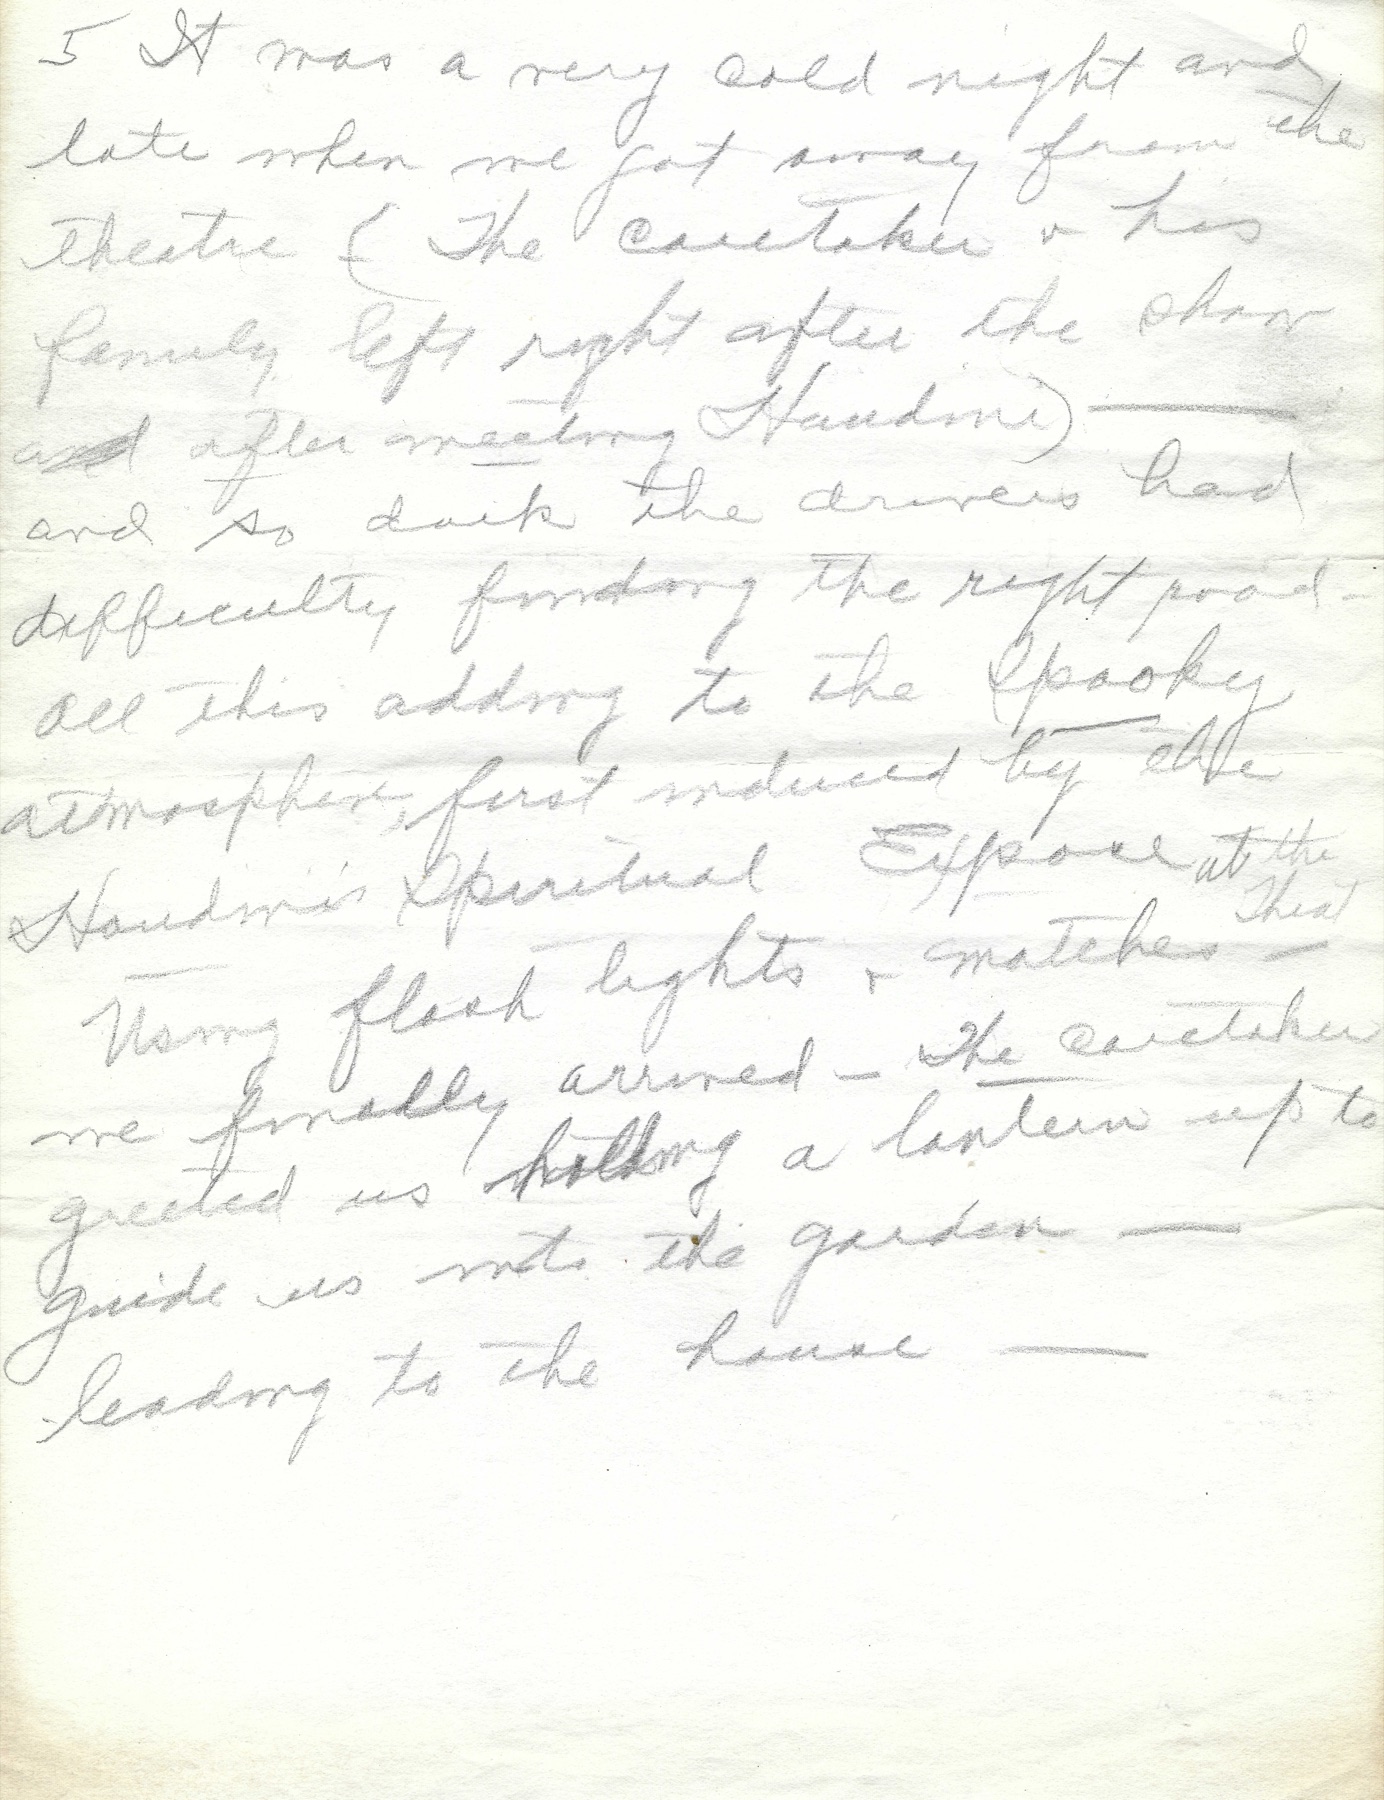 5 It was a very cold night and
late when we got away from the
theatre (The caretaker & his
family left right after the show
and after meeting Houdini) —
and so dark the drivers had
difficulty finding the right road -
all this adding to the spooky
atmosphere, first induced by the
Houdini's Spiritual Expose at the
Theat
Using flash lights & matches —
we finally arrived — The caretaker
greeted us holding a lantern up to
guide us into the garden —
leading to the house —